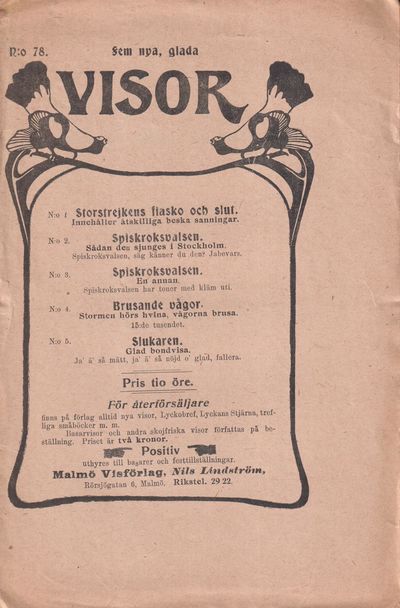 N:o 78.
Fem nya, glada
VISOR
N:o 1 Storstrejkens fiasko och slut.
Innehåller åtskilliga beska sanningar.
N:o 2. Spiskroksvalsen.
Sådan den sjunges i Stockholm.
Spiskroksvalsen, säg känner du den? Jabevars.
N:o 3. Spiskroksvalsen.
En annan.
Spiskroksvalsen har toner med kläm uti.
N:o 4. Brusande vågor.
Stormen hörs hvina, vågorna brusa.
15:de tusendet.
N:o 5. Slukaren.
Glad bondvisa.
Ja' ä' så mätt, ja' ä' så nöjd o' glad, fallera.
Pris tio öre.
För återförsäljare
finns på förlag alltid nya visor, Lyckobref, Lyckans Stjärna, tref-
liga småböcker m. m.
Basarvisor och andra skojfriska visor författas på be-
ställning. Priset är två kronor.
Positiv
uthyres till basarer och festtillställningar.
Malmö Visförlag, Nils Lindström,
Rörsjögatan 6, Malmö. Rikstel. 29 22.